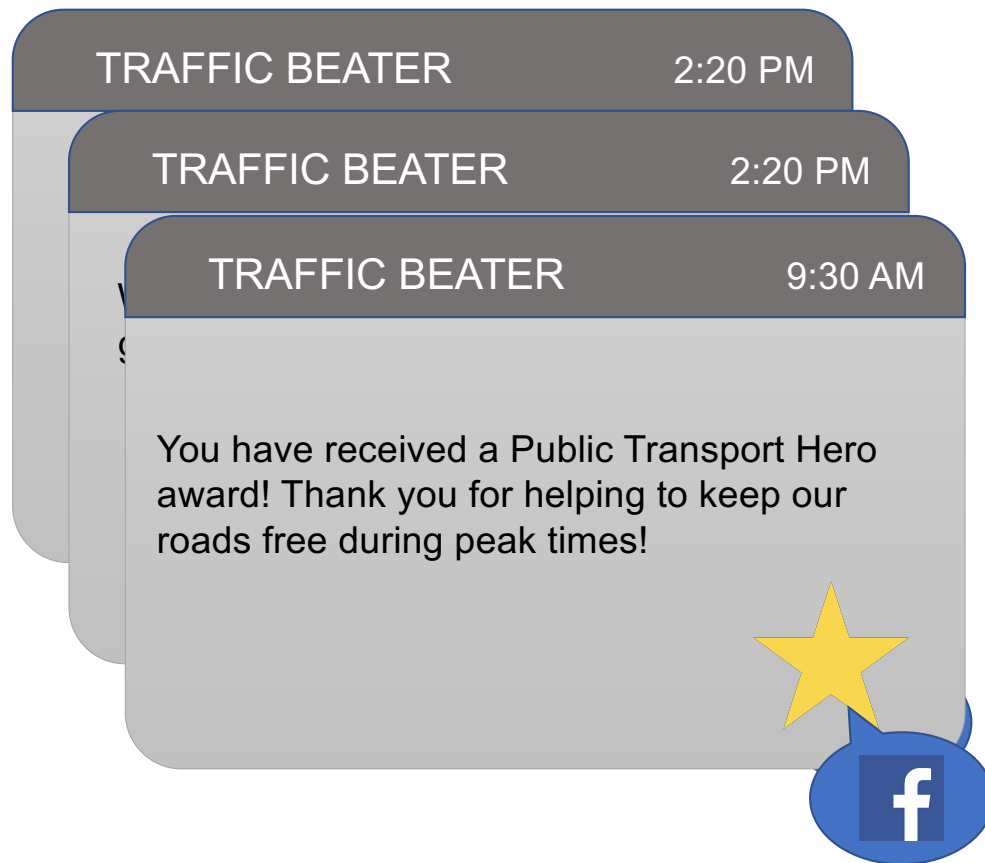 TRAFFIC BEATER 2:20 PM
TRAFFIC BEATER 2:20 PM
TRAFFIC BEATER 9:30 AM
You have received a Public Transport Hero
award! Thank you for helping to keep our
roads free during peak times!
f